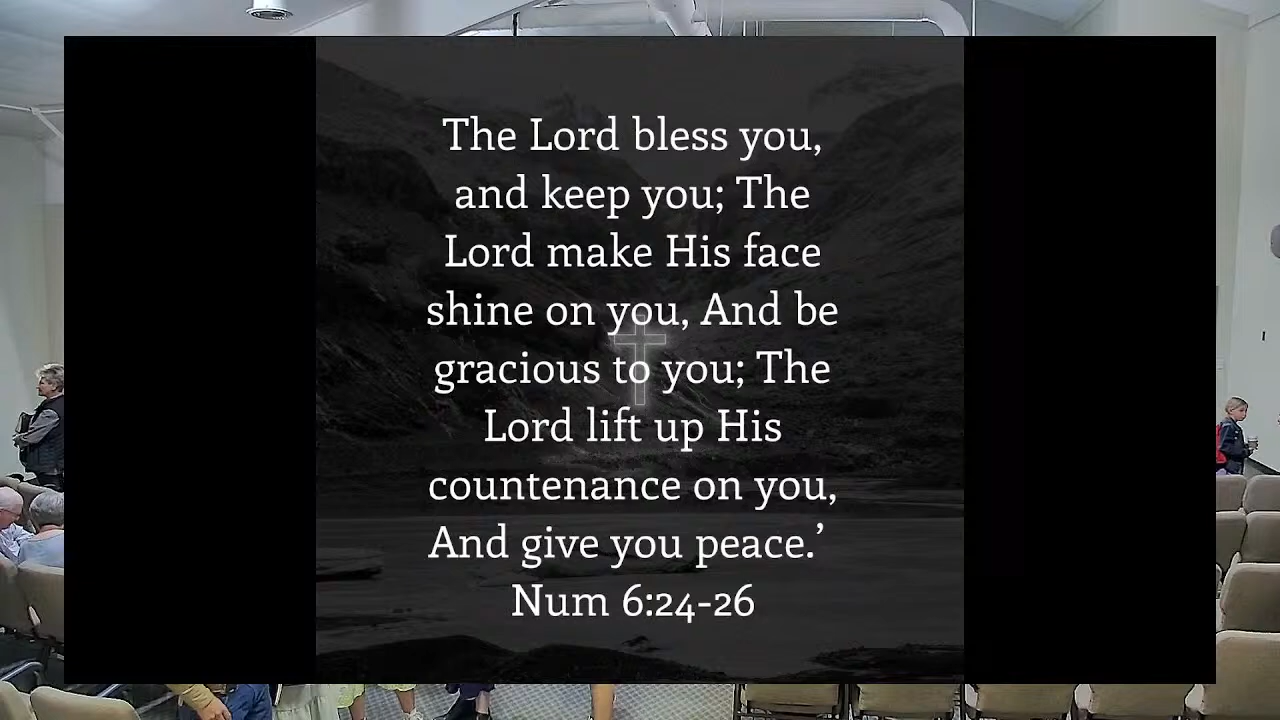 The Lord bless you,
and keep you; The
Lord make His face
shine on you, And be
gracious to you; The
Lord lift up His
countenance on you,
And give you peace.’
Num 6:24-26